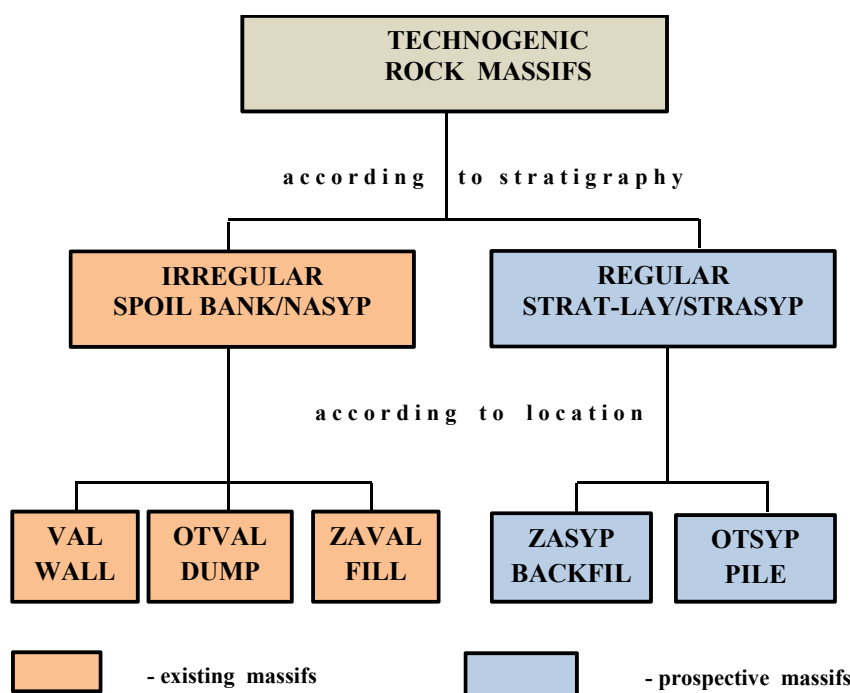 TECHNOGENIC
ROCK MASSIFS
according to stratigraphy
IRREGULAR
SPOIL BANK/NASYP
REGULAR
STRAT-LAY/STRASYP
according to location
VAL
WALL
OTVAL
DUMP
ZAVAL
FILL
ZASYP
BACKFIL
OTSYP
PILE
- existing massifs
- prospective massifs